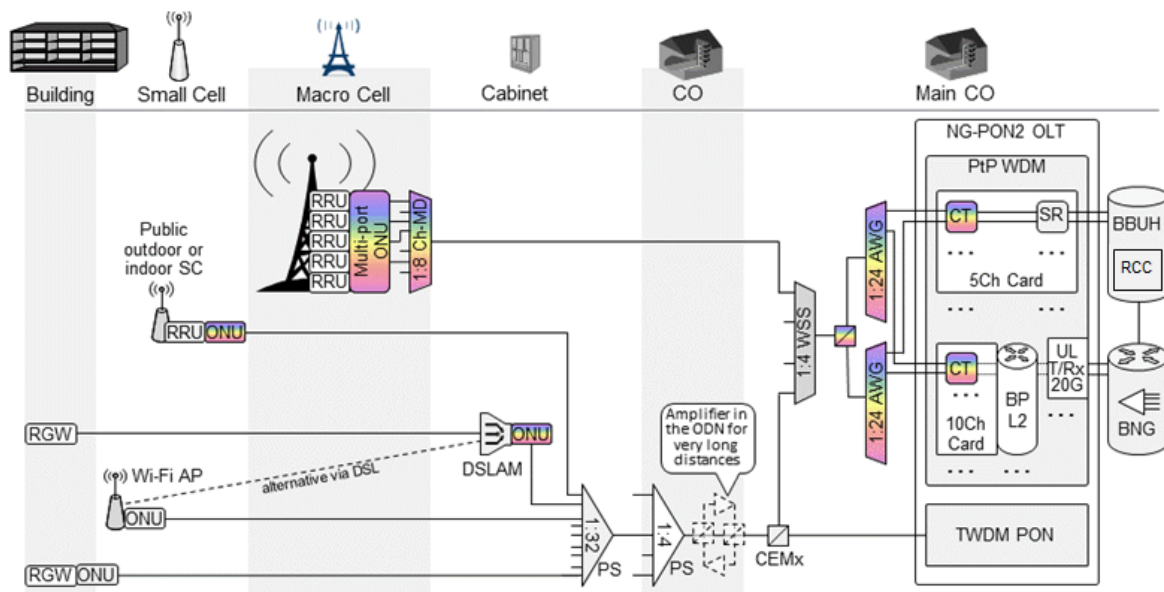 Building
Small Cell
Macro Cell
Cabinet
CO
Main CO
NG-PON2 OLT
PtP WDM
RRU
RRU
RRU
RRU
RRU
Multi-port
ONU
1:8 Ch-MD
1:24 AWG
CT
SR
...
...
5Ch Card
...
...
BBUH
RCC
Public
outdoor or
indoor SC
RRU
ONU
1:4 WSS
1:24 AWG
CT
...
10Ch
Card
BP
L2
UL
T/Rx
20G
...
...
...
BNG
RGW
ONU
DSLAM
Amplifier in
the ODN for
very long
distances
Wi-Fi AP
alternative via DSL
ONU
1:32
PS
1:4
PS
CEMx
TWDM PON
RGW
ONU